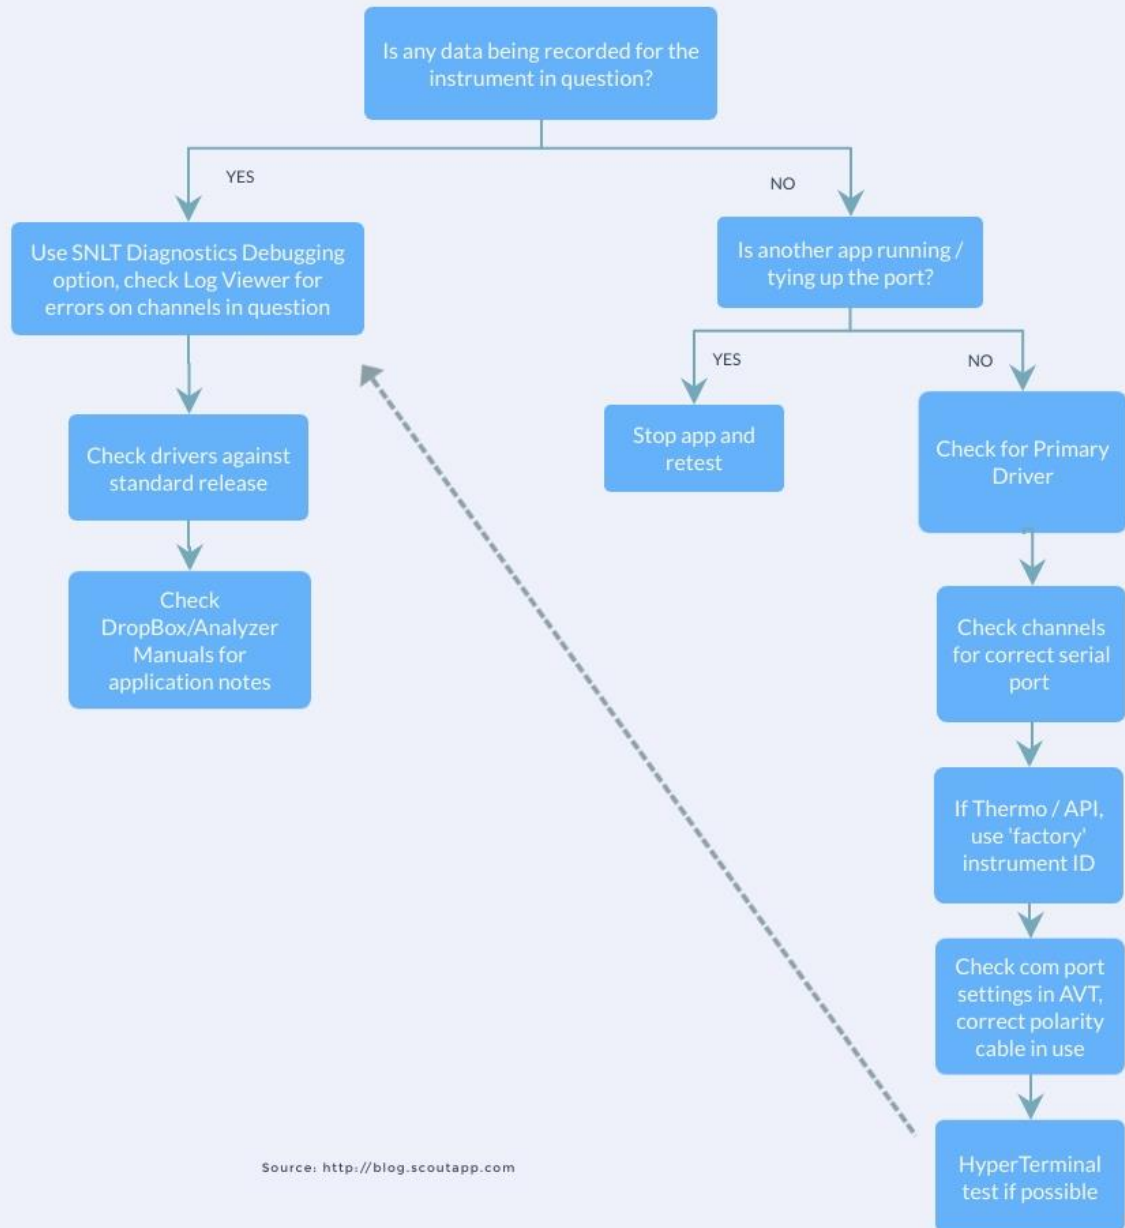 Is any data being recorded for the
instrument in question?
YES
NO
Use SNLT Diagnostics Debugging
option, check Log Viewer for
errors on channels in question
Is another app running /
tying up the port?
YES
NO
Check drivers against
standard release
Stop app and
retest
Check for Primary
Driver
Check
DropBox/Analyzer
Manuals for
application notes
Check channels
for correct serial
port
If Thermo / API,
use 'factory'
instrument ID
Check com port
settings in AVT,
correct polarity
cable in use
HyperTerminal
test if possible
Source: http://blog.scoutapp.com